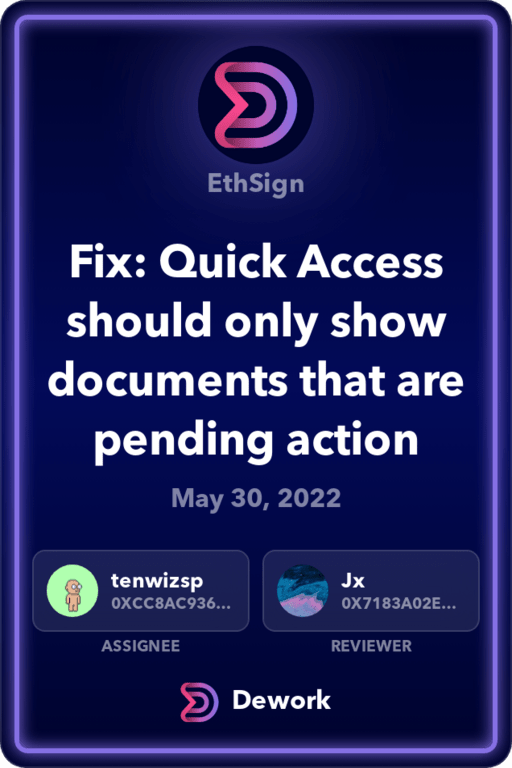 EthSign
Fix: Quick Access
should only show
documents that are
pending action
May 30, 2022
tenwizsp
0XCC8AC936...
ASSIGNEE
Jx
0X7183A02E...
REVIEWER
Dework